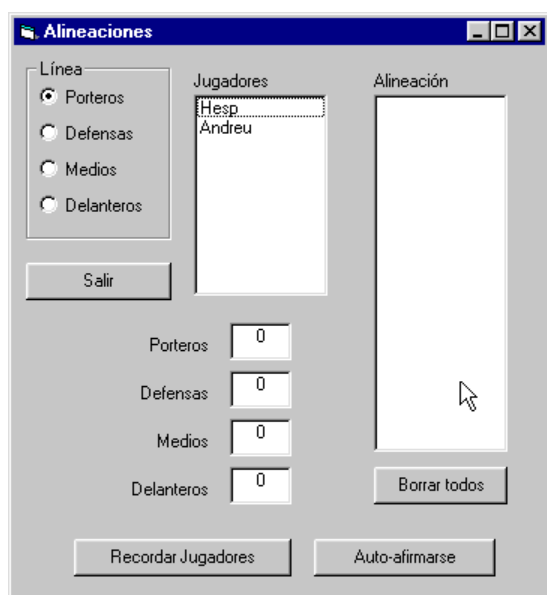 Alineaciones
Línea
Porteros
Defensas
Medios
Delanteros
Salir
Jugadores
Hesp
Andreu
Alineación
Porteros 0
Defensas 0
Medios 0
Delanteros 0
Borrar todos
Recordar Jugadores
Auto-afirmarse